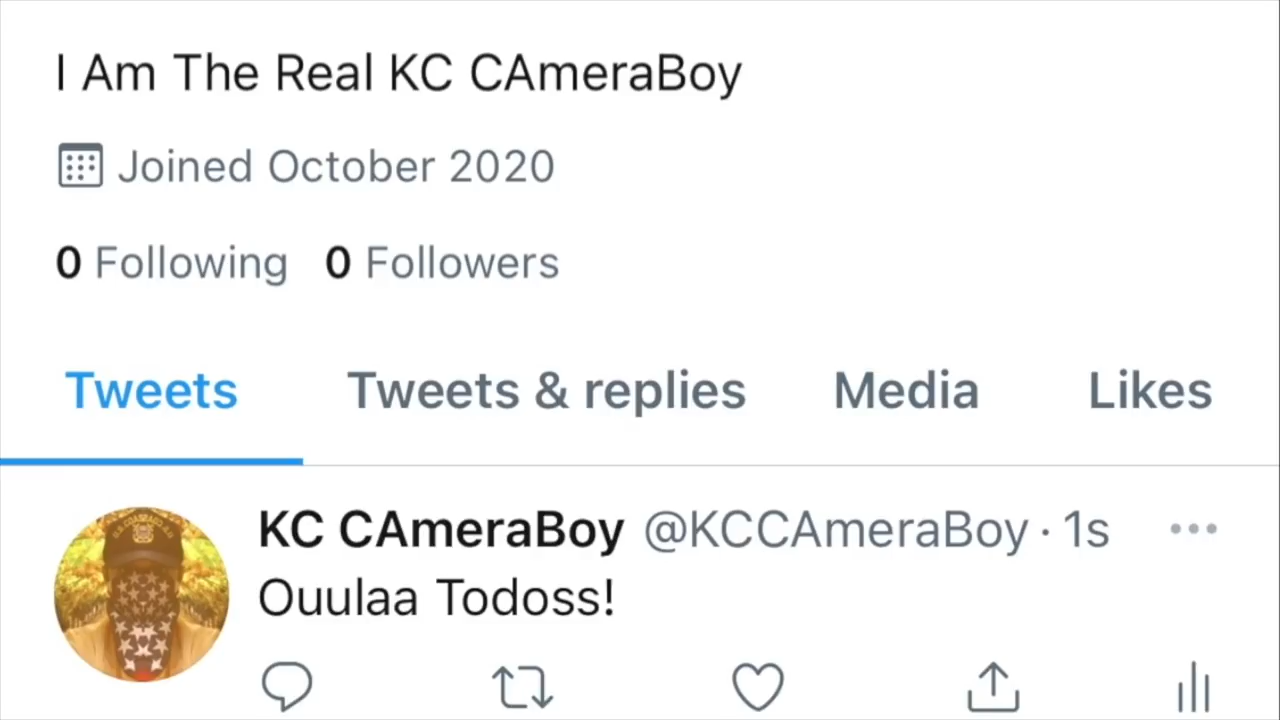 I Am The Real KC CAmeraBoy
Joined October 2020
0 Following 0 Followers
Tweets Tweets & replies Media Likes
KC CAmeraBoy @KCCAmeraBoy · 1s
Ouulaa Todoss!